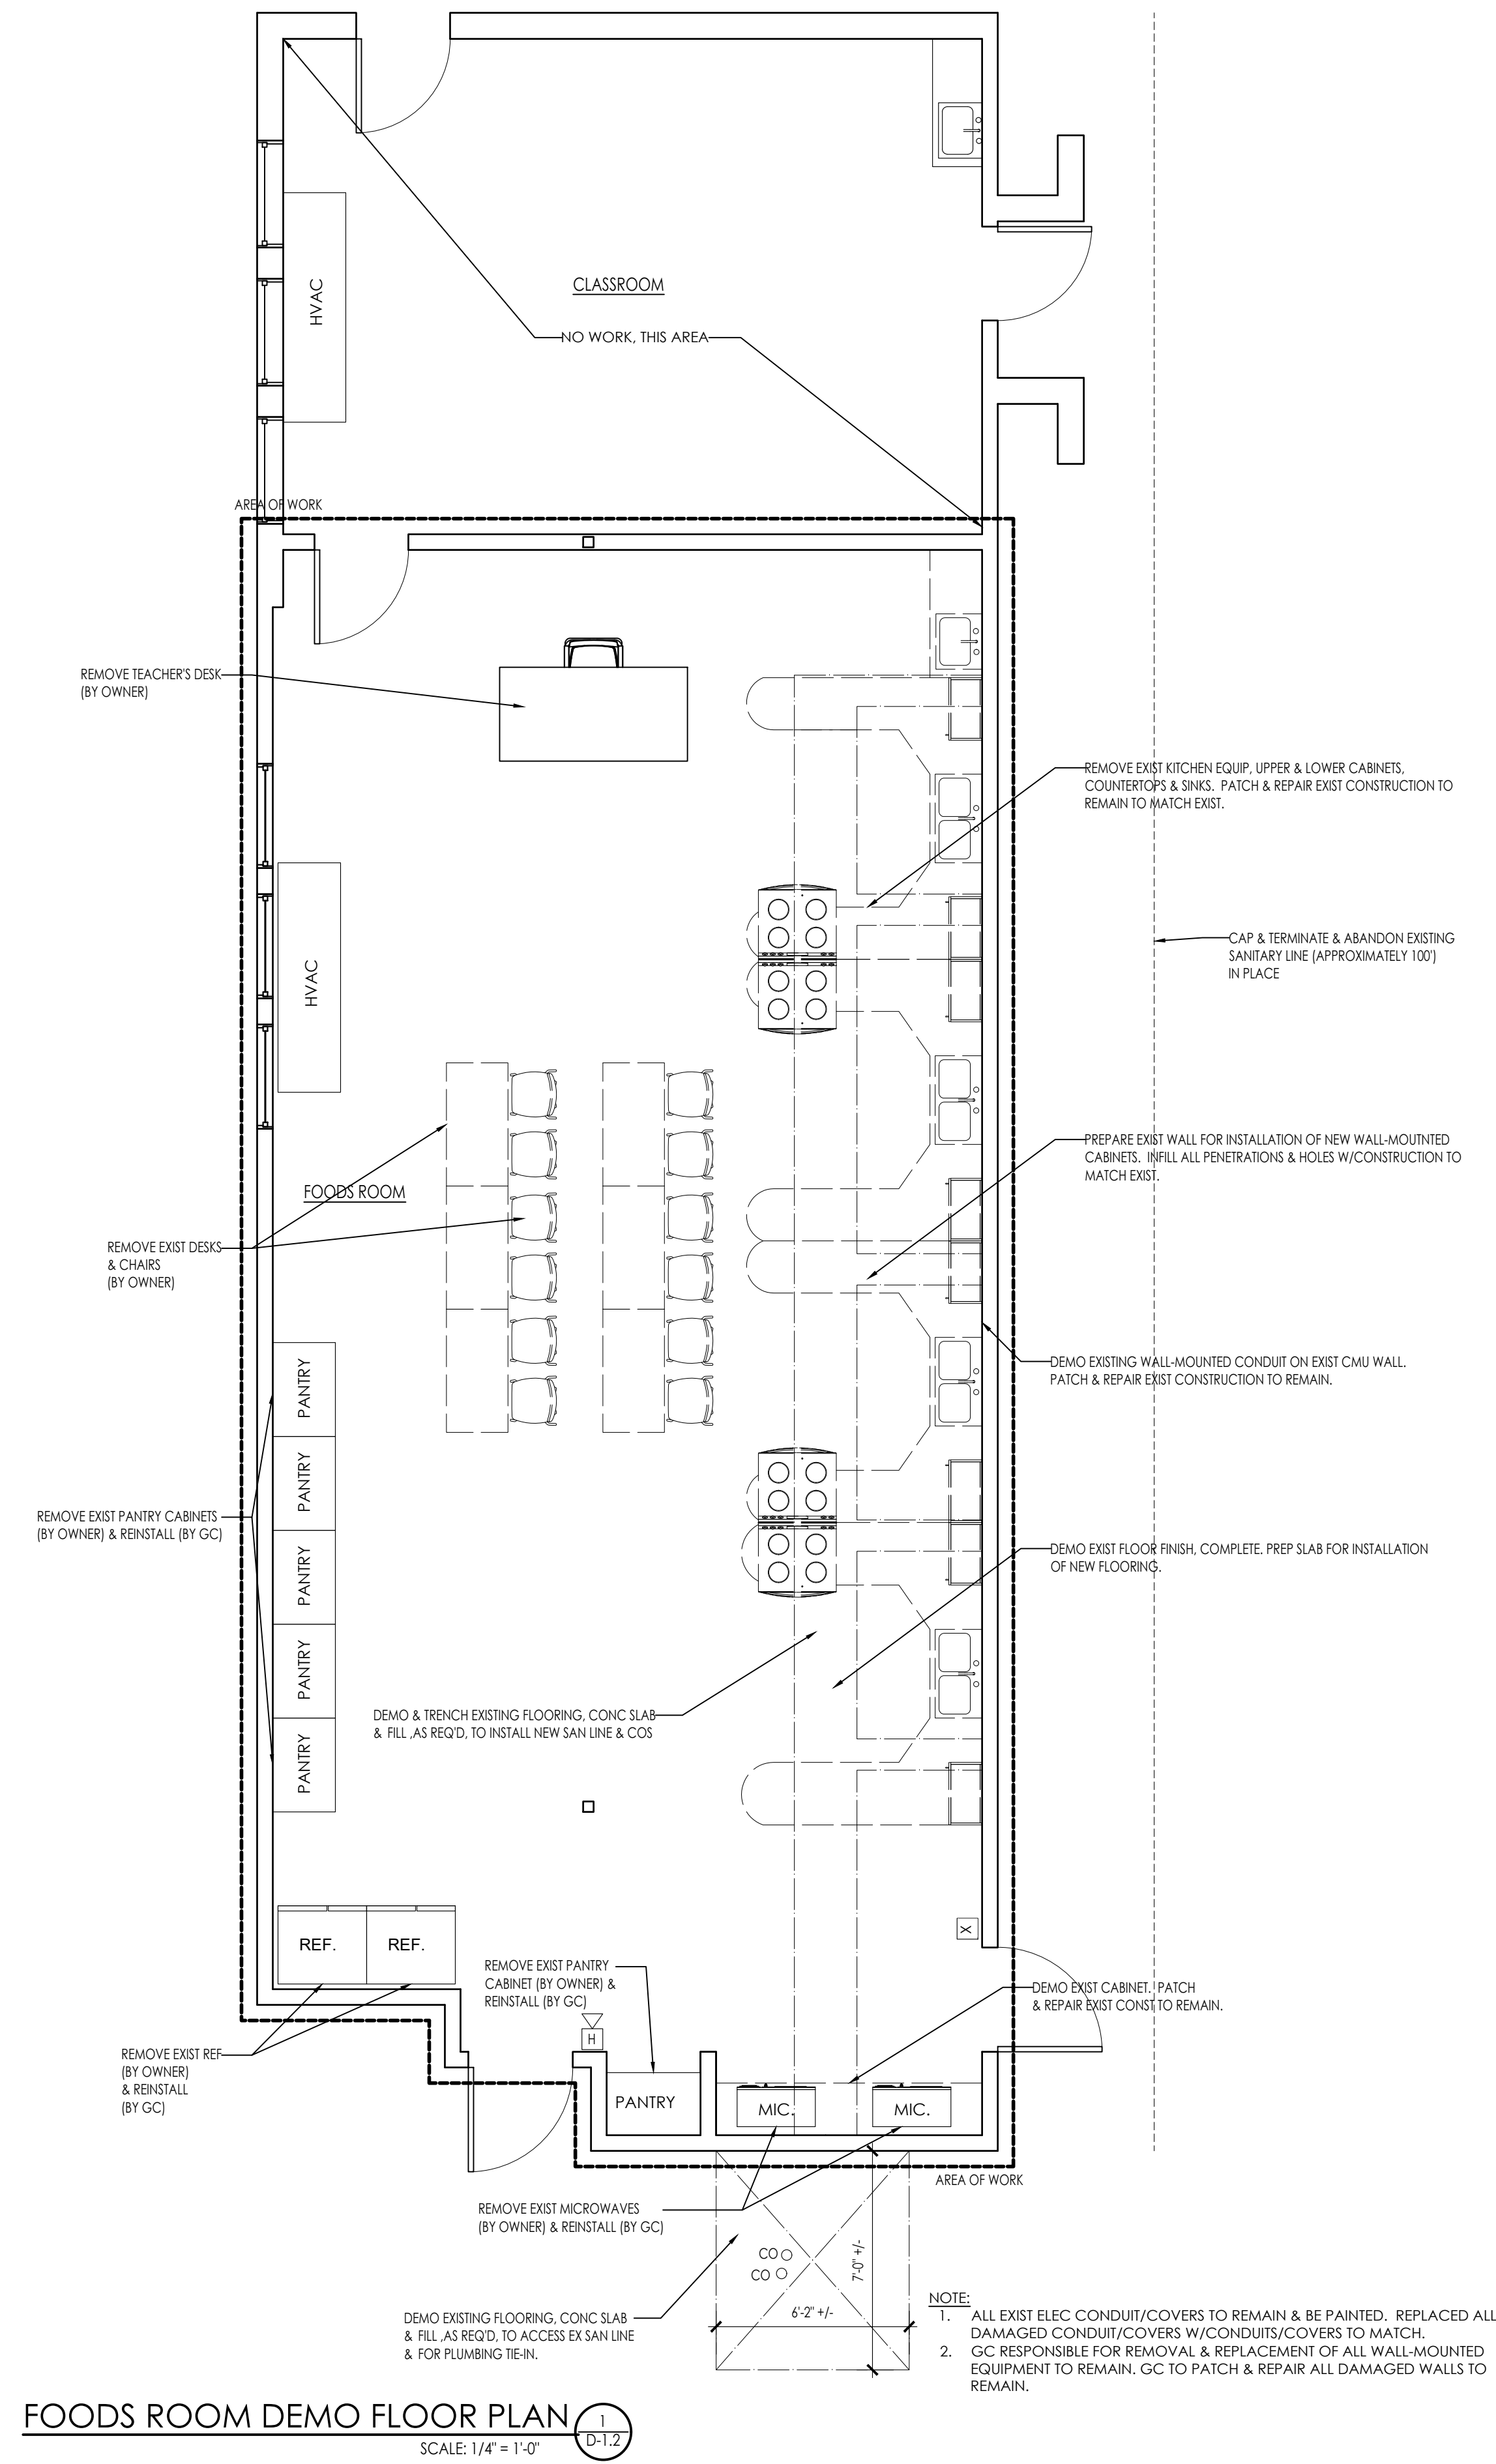 CLASSROOM
HVAC
NO WORK, THIS AREA
AREA OF WORK
REMOVE TEACHER'S DESK
(BY OWNER)
REMOVE EXIST KITCHEN EQUIP, UPPER & LOWER CABINETS,
COUNTERTOPS & SINKS. PATCH & REPAIR EXIST CONSTRUCTION TO
REMAIN TO MATCH EXIST.
CAP & TERMINATE & ABANDON EXISTING
SANITARY LINE (APPROXIMATELY 100')
IN PLACE
HVAC
PREPARE EXIST WALL FOR INSTALLATION OF NEW WALL-MOUTNTED
CABINETS. INFILL ALL PENETRATIONS & HOLES W/CONSTRUCTION TO
MATCH EXIST.
FOODS ROOM
REMOVE EXIST DESKS
& CHAIRS
(BY OWNER)
DEMO EXISTING WALL-MOUNTED CONDUIT ON EXIST CMU WALL.
PATCH & REPAIR EXIST CONSTRUCTION TO REMAIN.
PANTRY
PANTRY
PANTRY
PANTRY
PANTRY
REMOVE EXIST PANTRY CABINETS
(BY OWNER) & REINSTALL (BY GC)
DEMO EXIST FLOOR FINISH, COMPLETE. PREP SLAB FOR INSTALLATION
OF NEW FLOORING.
DEMO & TRENCH EXISTING FLOORING, CONC SLAB
& FILL ,AS REQ'D, TO INSTALL NEW SAN LINE & COS
X
REF. REF.
REMOVE EXIST PANTRY
CABINET (BY OWNER) &
REINSTALL (BY GC)
DEMO EXIST CABINET. PATCH
& REPAIR EXIST CONST TO REMAIN.
H
REMOVE EXIST REF
(BY OWNER)
& REINSTALL
(BY GC)
PANTRY
MIC. MIC.
AREA OF WORK
REMOVE EXIST MICROWAVES
(BY OWNER) & REINSTALL (BY GC)
CO
CO
7'-0" +/-
6'-2" +/-
DEMO EXISTING FLOORING, CONC SLAB
& FILL ,AS REQ'D, TO ACCESS EX SAN LINE
& FOR PLUMBING TIE-IN.
NOTE:
1. ALL EXIST ELEC CONDUIT/COVERS TO REMAIN & BE PAINTED. REPLACED ALL
DAMAGED CONDUIT/COVERS W/CONDUITS/COVERS TO MATCH.
2. GC RESPONSIBLE FOR REMOVAL & REPLACEMENT OF ALL WALL-MOUNTED
EQUIPMENT TO REMAIN. GC TO PATCH & REPAIR ALL DAMAGED WALLS TO
REMAIN.
FOODS ROOM DEMO FLOOR PLAN
1
D-1.2
SCALE: 1/4" = 1'-0"